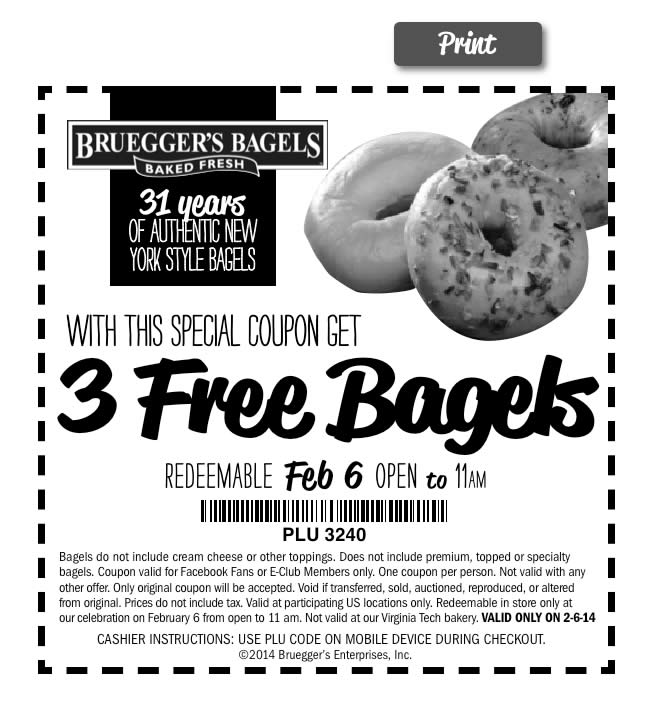 Print
BRUEGGER'S BAGELS
BAKED FRESH
31 years
OF AUTHENTIC NEW
YORK STYLE BAGELS
WITH THIS SPECIAL COUPON GET
3 Free Bagels
REDEEMABLE Feb 6 OPEN to 11AM
PLU 3240
Bagels do not include cream cheese or other toppings. Does not include premium, topped or specialty
bagels. Coupon valid for Facebook Fans or E-Club Members only. One coupon per person. Not valid with any
other offer. Only original coupon will be accepted. Void if transferred, sold, auctioned, reproduced, or altered
from original. Prices do not include tax. Valid at participating US locations only. Redeemable in store only at
our celebration on February 6 from open to 11 am. Not valid at our Virginia Tech bakery. VALID ONLY ON 2-6-14
CASHIER INSTRUCTIONS: USE PLU CODE ON MOBILE DEVICE DURING CHECKOUT.
©2014 Bruegger's Enterprises, Inc.